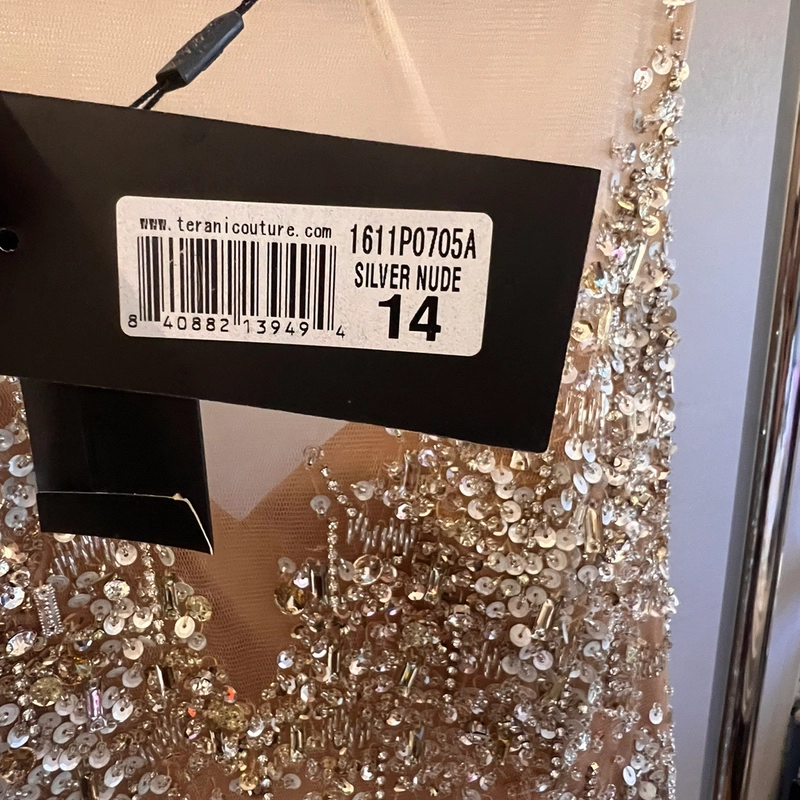 www.teranicouture.com
1611P0705A
SILVER NUDE
14
8 40882 13949 4